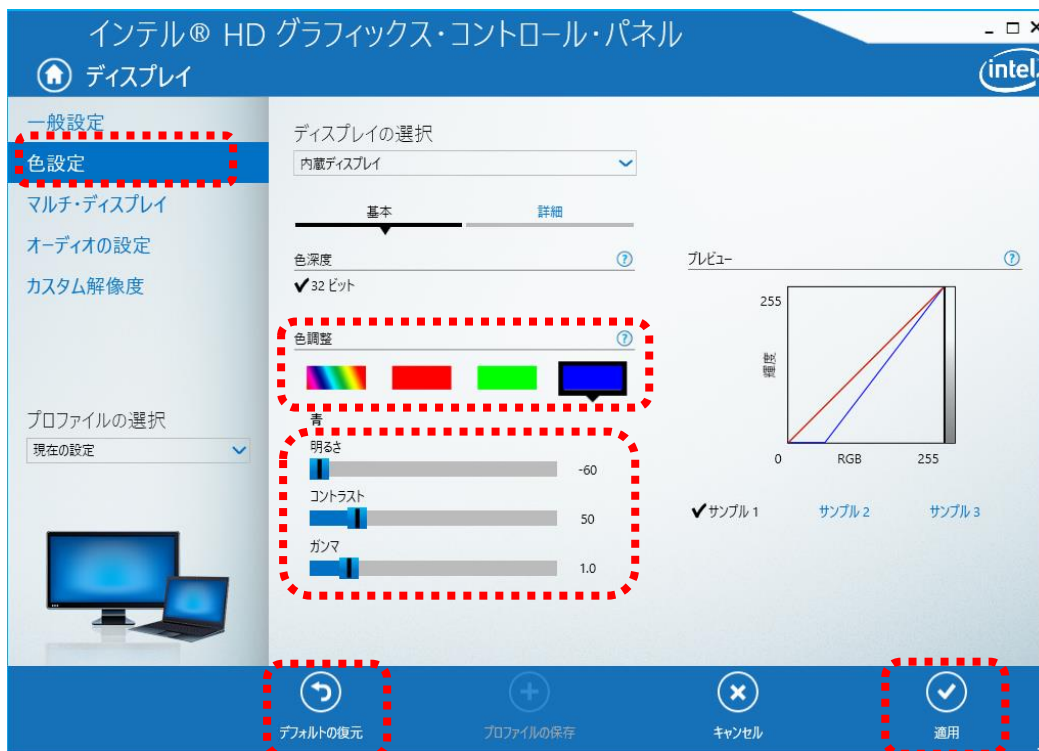 インテル® HD グラフィックス・コントロール・パネル
ディスプレイ
intel
一般設定
色設定
マルチ・ディスプレイ
オーディオの設定
カスタム解像度
プロファイルの選択
現在の設定
ディスプレイの選択
内蔵ディスプレイ
基本 詳細
色深度 ?
✔32 ビット
色調整 ?
青
明るさ
-60
コントラスト
50
ガンマ
1.0
プレビュー ?
255
輝度
0 RGB 255
✔サンプル 1 サンプル 2 サンプル 3
デフォルトの復元 プロファイルの保存 キャンセル 適用